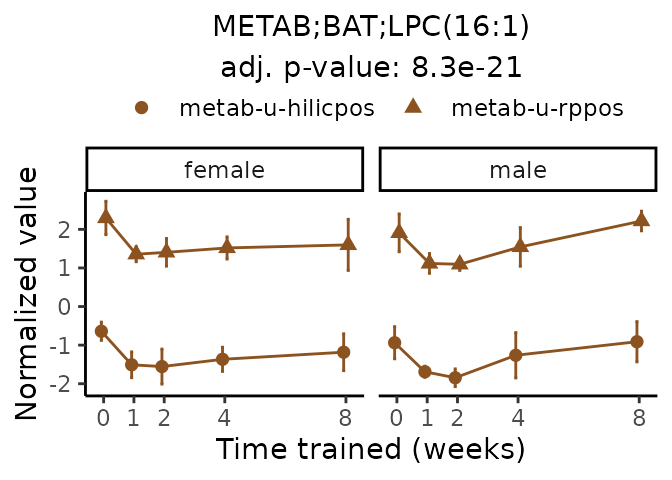 METAB;BAT;LPC(16:1)
adj. p-value: 8.3e-21
metab-u-hilicpos metab-u-rppos
female male
Normalized value
2
1
0
-1
-2
0 1 2 4 8 0 1 2 4 8
Time trained (weeks)